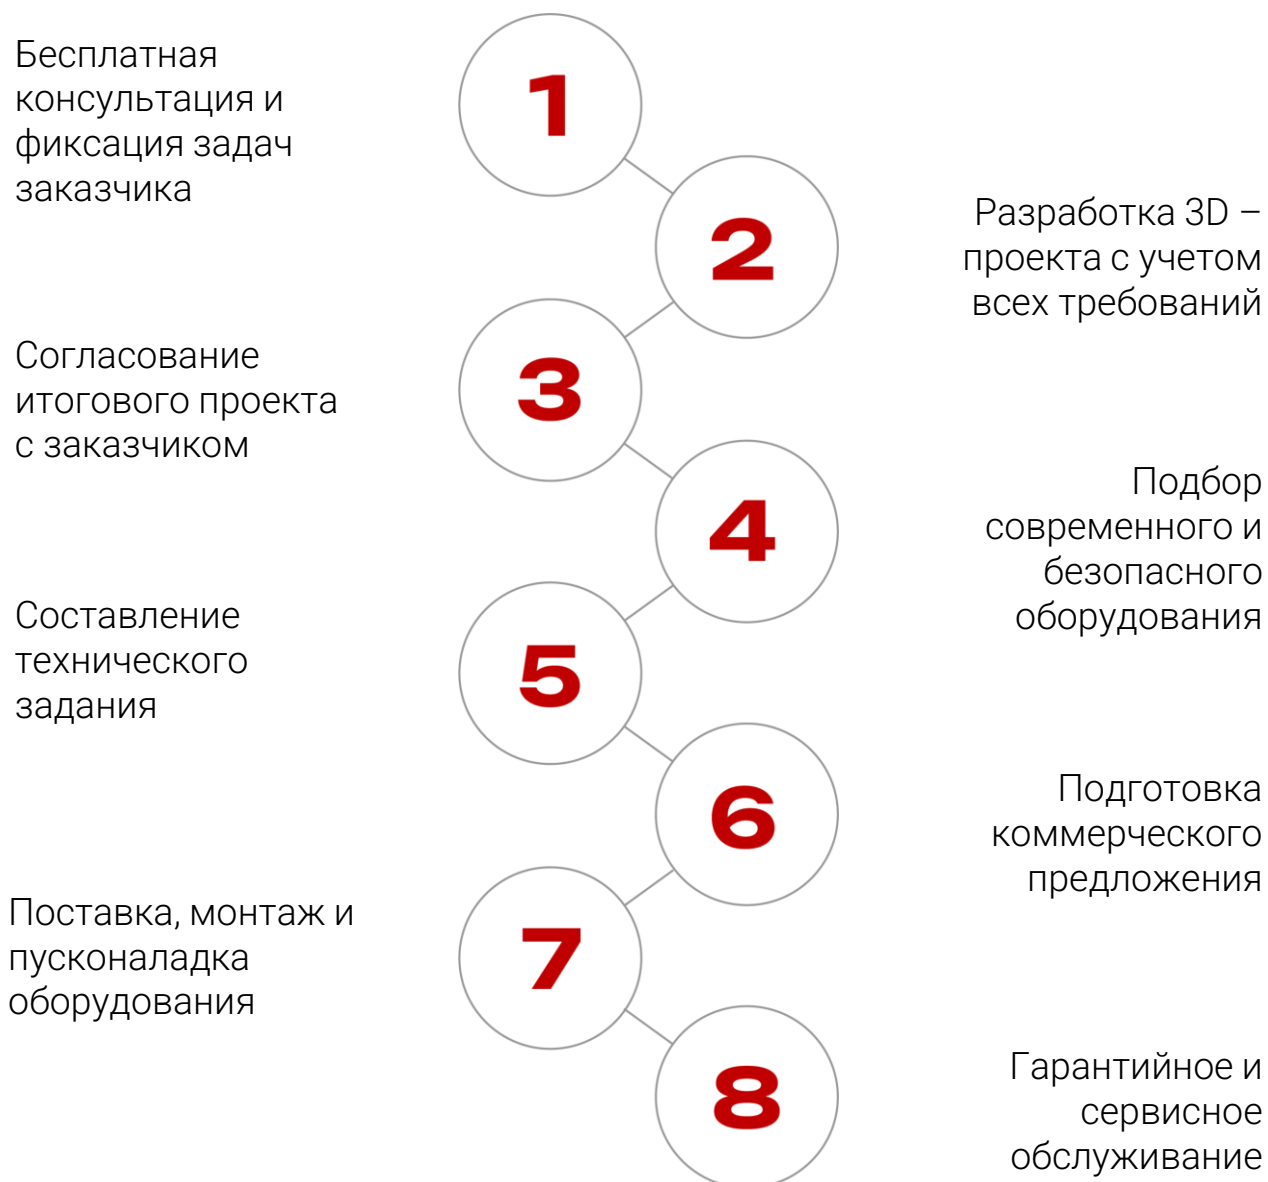 1
Бесплатная
консультация и
фиксация задач
заказчика
2
Разработка 3D –
проекта с учетом
всех требований
3
Согласование
итогового проекта
с заказчиком
4
Подбор
современного и
безопасного
оборудования
5
Составление
технического
задания
6
Подготовка
коммерческого
предложения
7
Поставка, монтаж и
пусконаладка
оборудования
8
Гарантийное и
сервисное
обслуживание